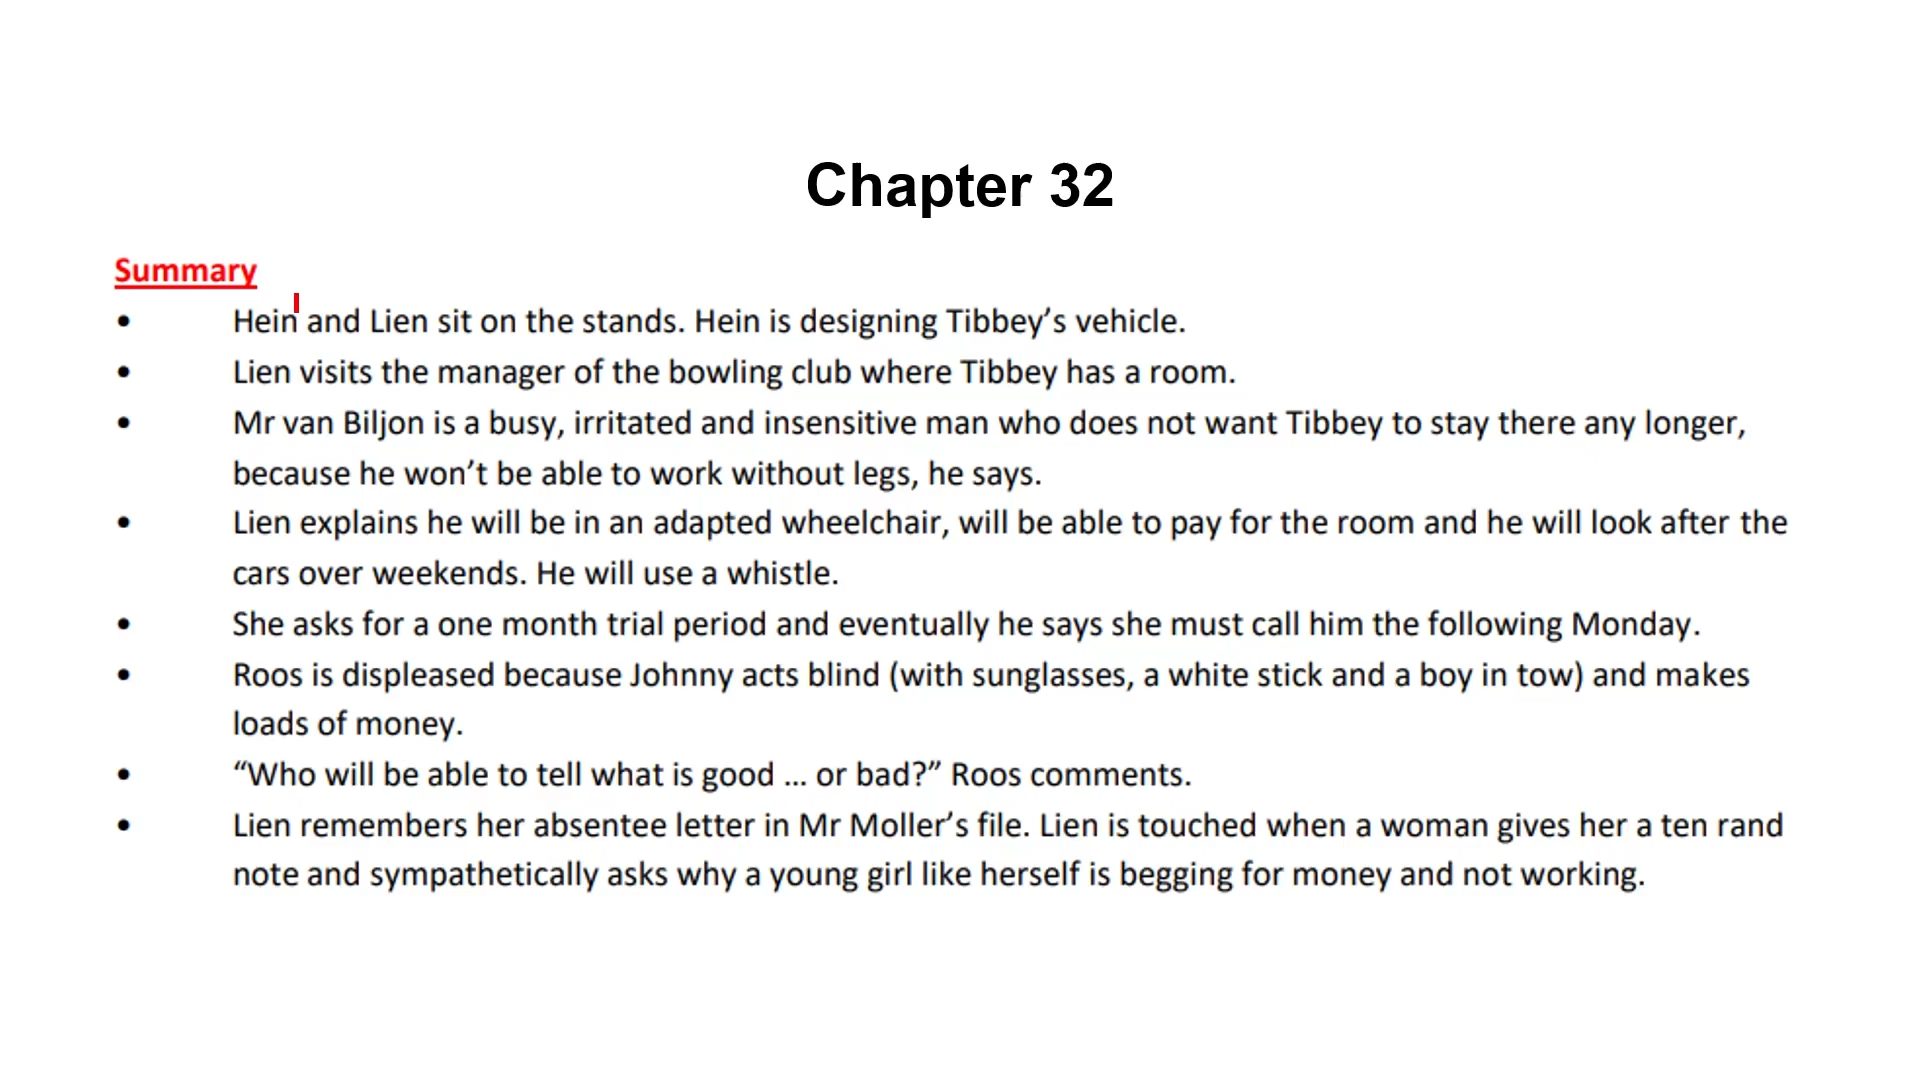 Chapter 32
Summary
• Hein and Lien sit on the stands. Hein is designing Tibbey’s vehicle.
• Lien visits the manager of the bowling club where Tibbey has a room.
• Mr van Biljon is a busy, irritated and insensitive man who does not want Tibbey to stay there any longer,
because he won’t be able to work without legs, he says.
• Lien explains he will be in an adapted wheelchair, will be able to pay for the room and he will look after the
cars over weekends. He will use a whistle.
• She asks for a one month trial period and eventually he says she must call him the following Monday.
• Roos is displeased because Johnny acts blind (with sunglasses, a white stick and a boy in tow) and makes
loads of money.
• “Who will be able to tell what is good ... or bad?” Roos comments.
• Lien remembers her absentee letter in Mr Moller’s file. Lien is touched when a woman gives her a ten rand
note and sympathetically asks why a young girl like herself is begging for money and not working.